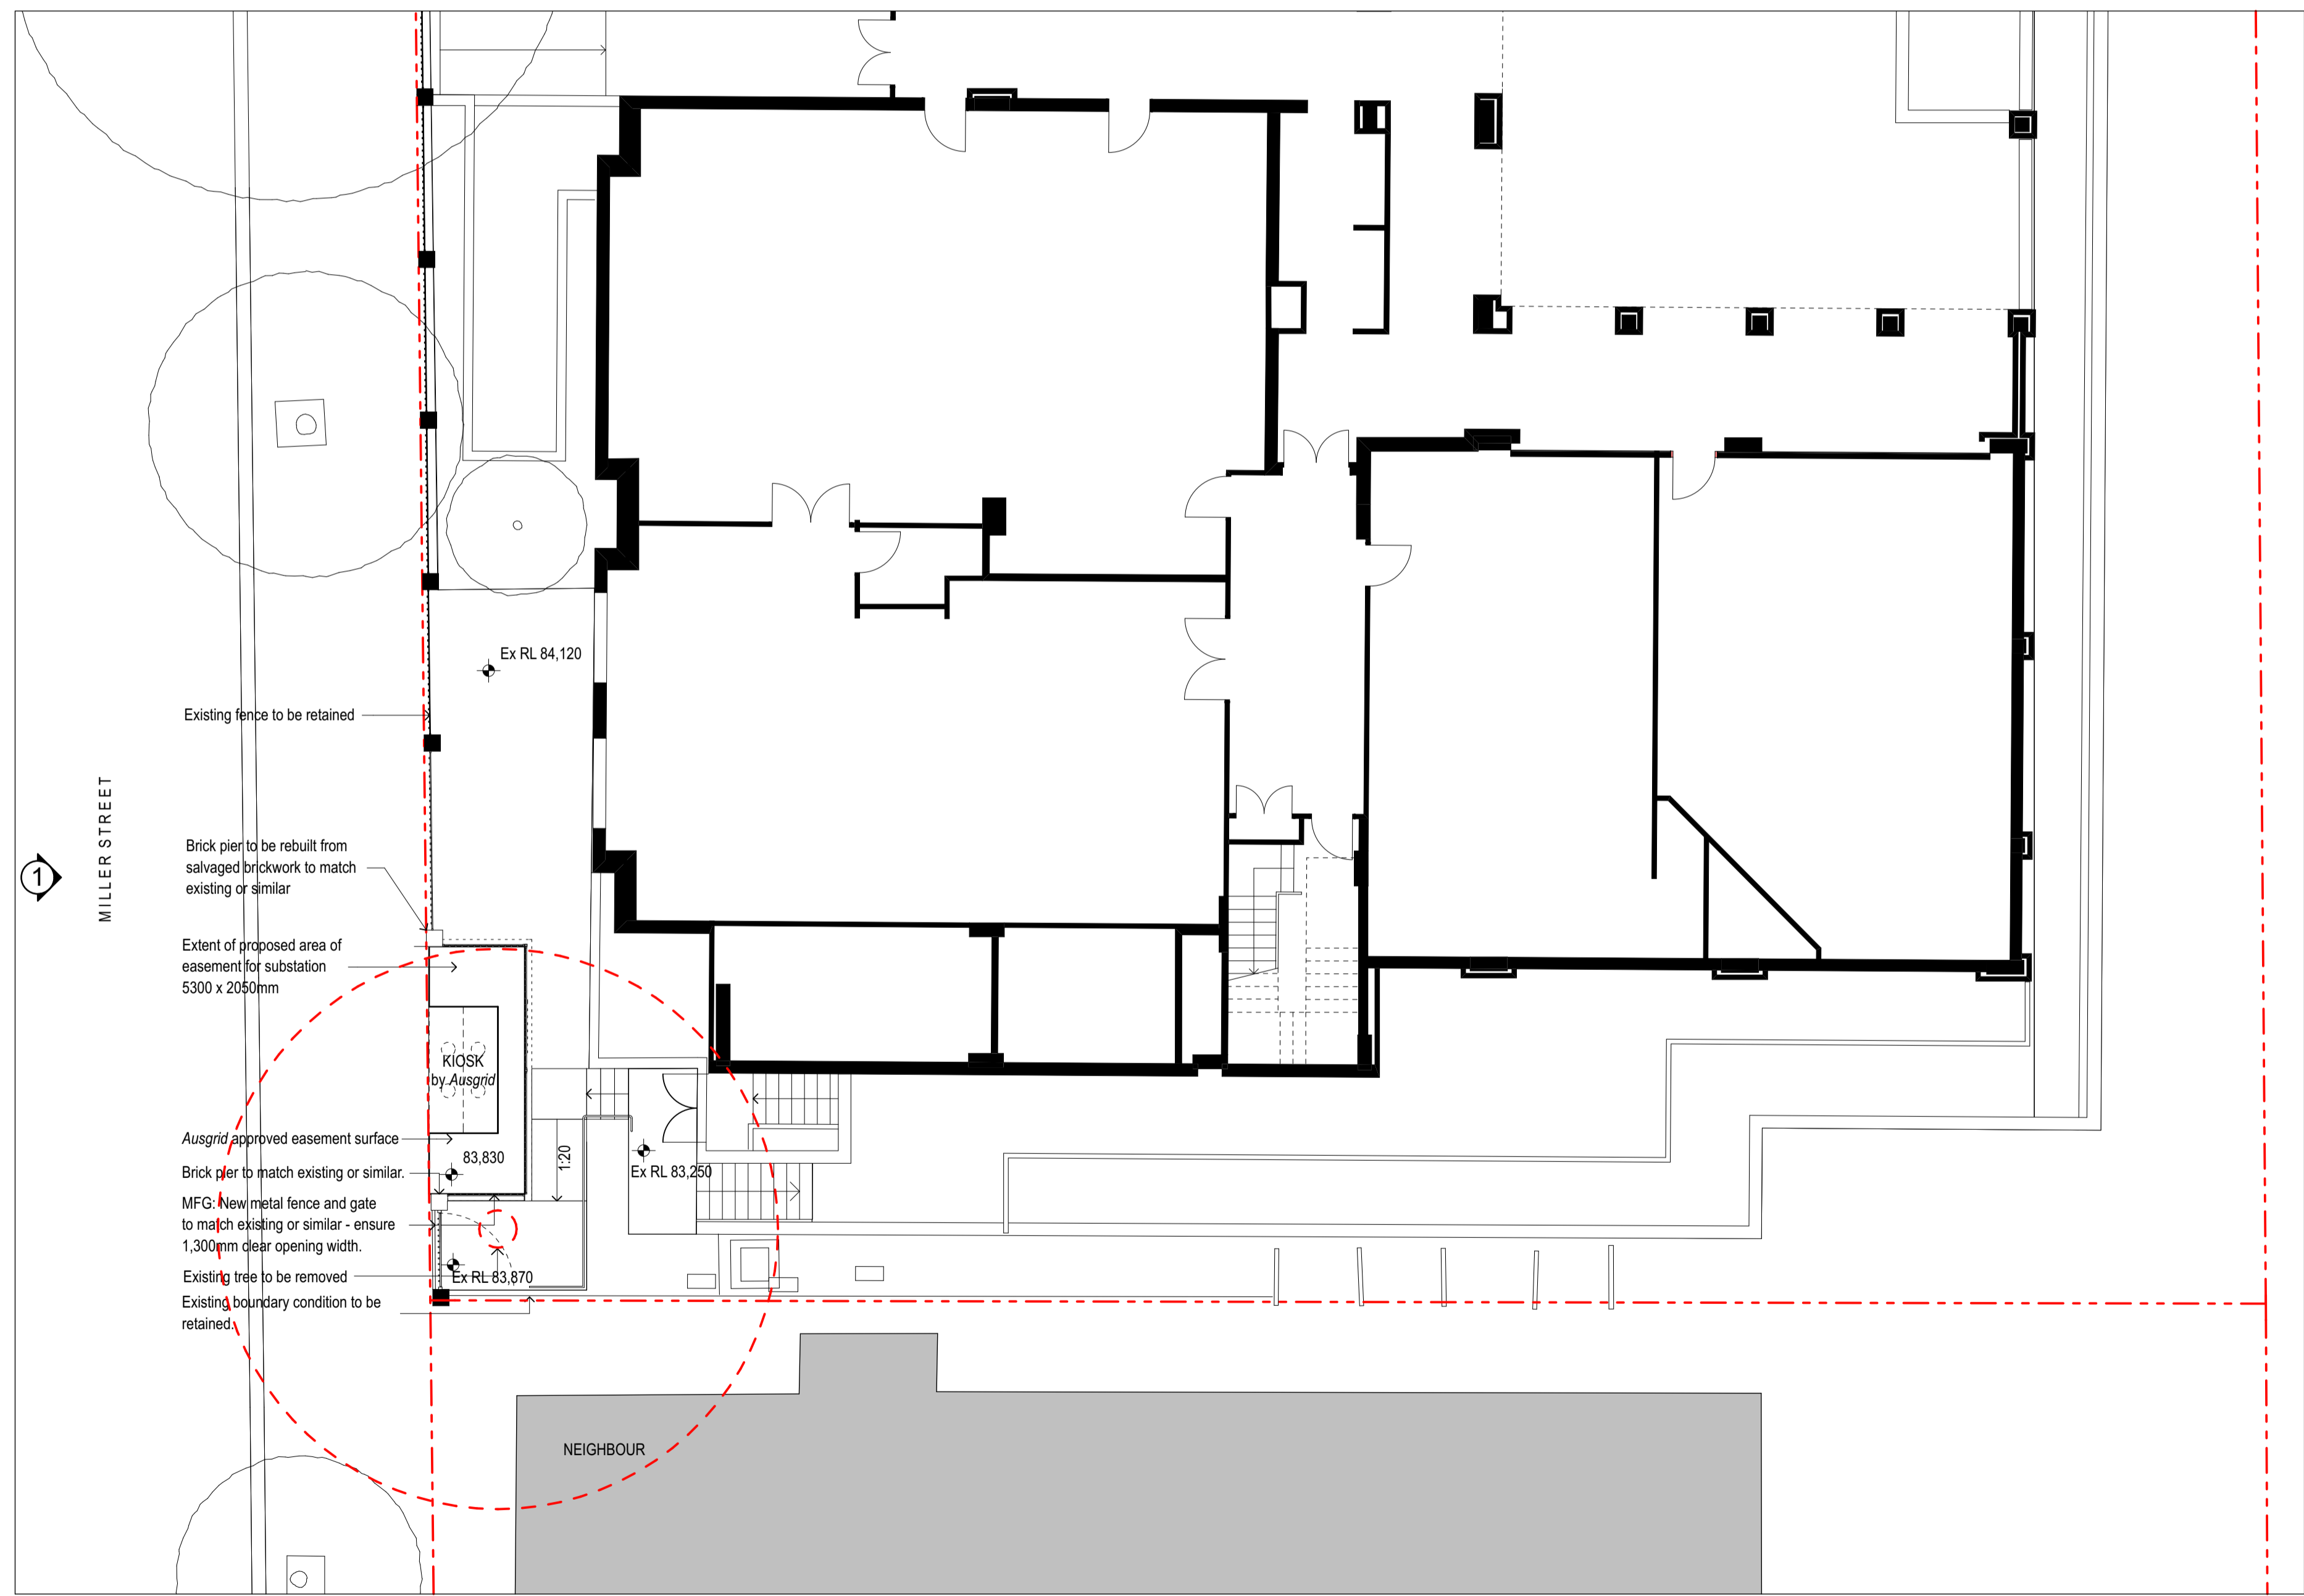 Ex RL 84,120
Existing fence to be retained
MILLER STREET
1
Brick pier to be rebuilt from
salvaged brickwork to match
existing or similar
Extent of proposed area of
easement for substation
5300 x 2050mm
KIOSK
by Ausgrid
Ausgrid approved easement surface
83,830
1:20
Ex RL 83,250
Brick pier to match existing or similar.
MFG: New metal fence and gate
to match existing or similar - ensure
1,300mm clear opening width.
Existing tree to be removed
Ex RL 83,870
Existing boundary condition to be
retained.
NEIGHBOUR